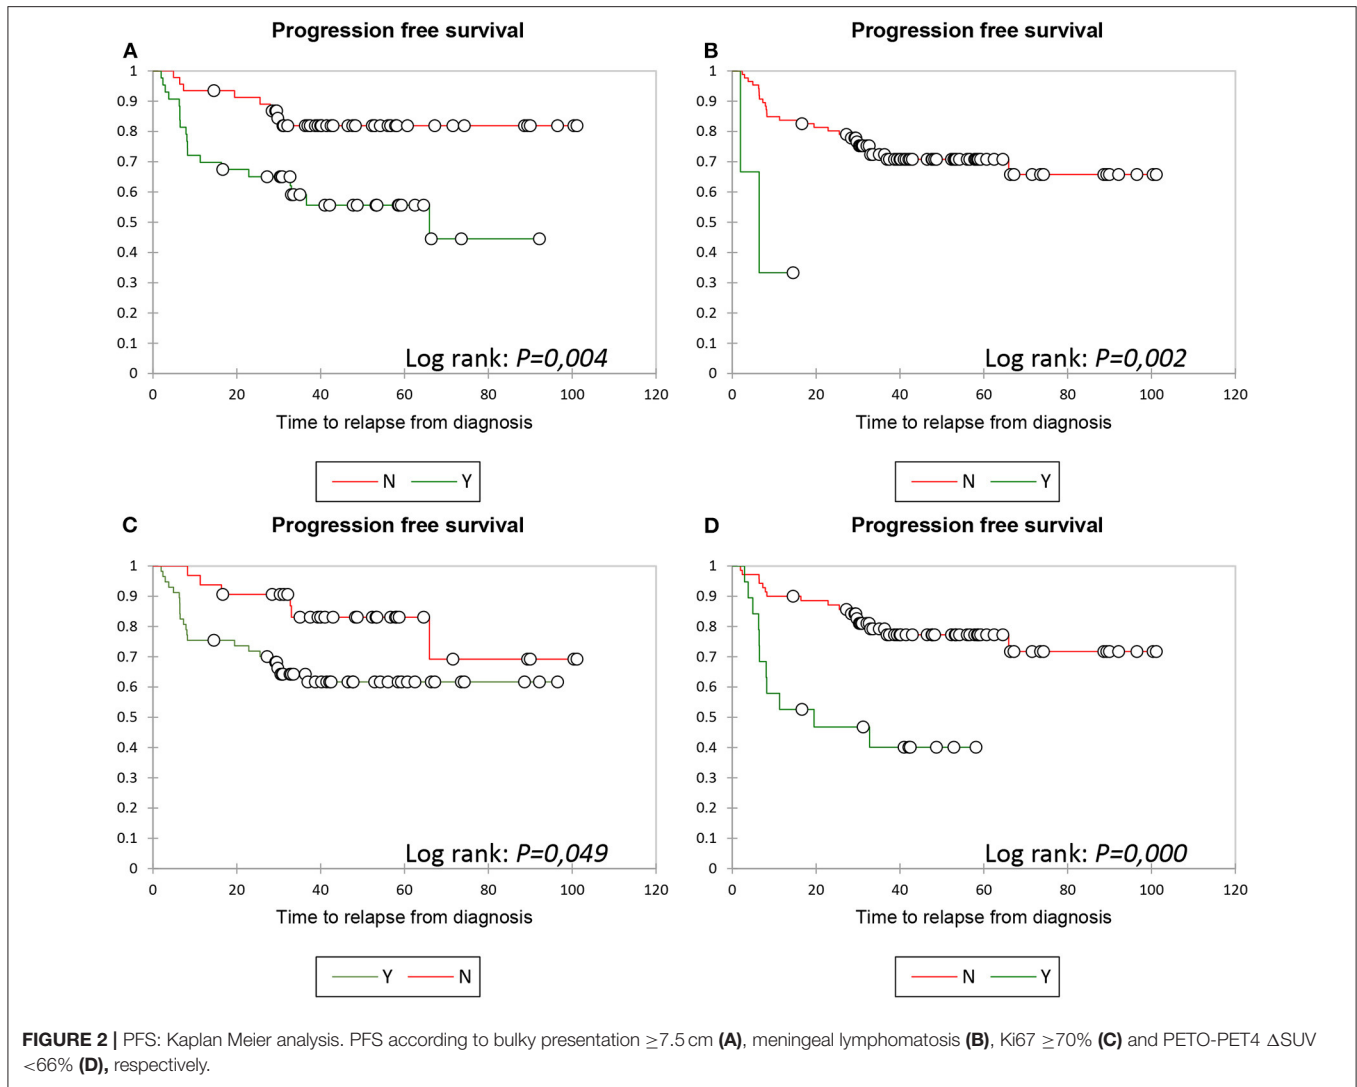 A
Progression free survival
1
0.9
0.8
0.7
0.6
0.5
0.4
0.3
0.2
0.1
0
0 20 40 60 80 100 120
Log rank: P=0,004
Time to relapse from diagnosis
N Y
B
Progression free survival
1
0.9
0.8
0.7
0.6
0.5
0.4
0.3
0.2
0.1
0
0 20 40 60 80 100 120
Log rank: P=0,002
Time to relapse from diagnosis
N Y
C
Progression free survival
1
0.9
0.8
0.7
0.6
0.5
0.4
0.3
0.2
0.1
0
0 20 40 60 80 100 120
Log rank: P=0,049
Time to relapse from diagnosis
Y N
D
Progression free survival
1
0.9
0.8
0.7
0.6
0.5
0.4
0.3
0.2
0.1
0
0 20 40 60 80 100 120
Log rank: P=0,000
Time to relapse from diagnosis
N Y
FIGURE 2 | PFS: Kaplan Meier analysis. PFS according to bulky presentation ≥7.5 cm (A), meningeal lymphomatosis (B), Ki67 ≥70% (C) and PETO-PET4 ΔSUV
<66% (D), respectively.